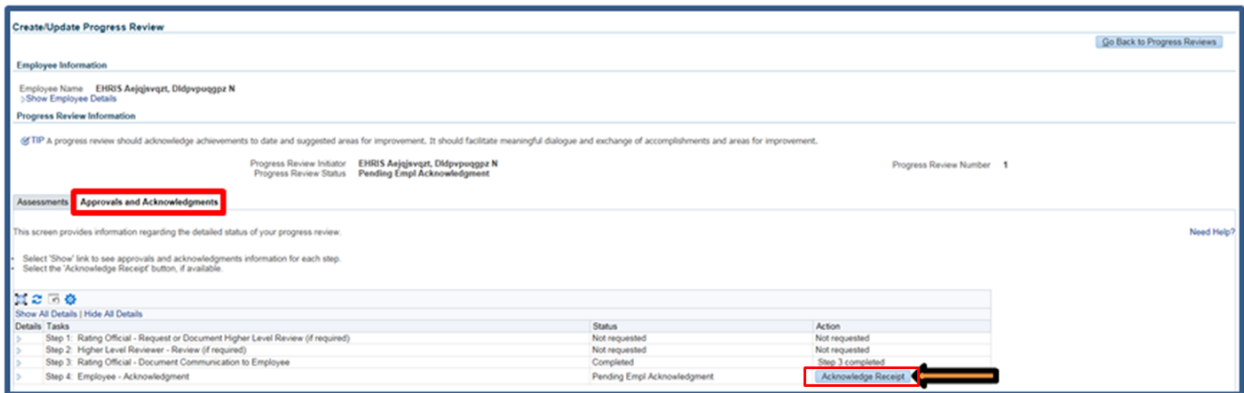 Create/Update Progress Review
Go Back to Progress Reviews
Employee Information
Employee Name EHRIS Aejqjsvqzt, Dldpvpuqgpz N
Show Employee Details
Progress Review Information
TIP A progress review should acknowledge achievements to date and suggested areas for improvement. It should facilitate meaningful dialogue and exchange of accomplishments and areas for improvement.
Progress Review Initiator EHRIS Aejqjsvqzt, Dldpvpuqgpz N Progress Review Number 1
Progress Review Status Pending Empl Acknowledgment
Assessments Approvals and Acknowledgments
This screen provides information regarding the detailed status of your progress review. Need Help?
Select 'Show' link to see approvals and acknowledgments information for each step.
Select the 'Acknowledge Receipt' button, if available.
Show All Details | Hide All Details
Details Tasks Status Action
Step 1: Rating Official - Request or Document Higher Level Review (if required) Not requested Not requested
Step 2: Higher Level Reviewer - Review (if required) Not requested Not requested
Step 3: Rating Official - Document Communication to Employee Completed Step 3 completed
Step 4: Employee - Acknowledgment Pending Empl Acknowledgment Acknowledge Receipt